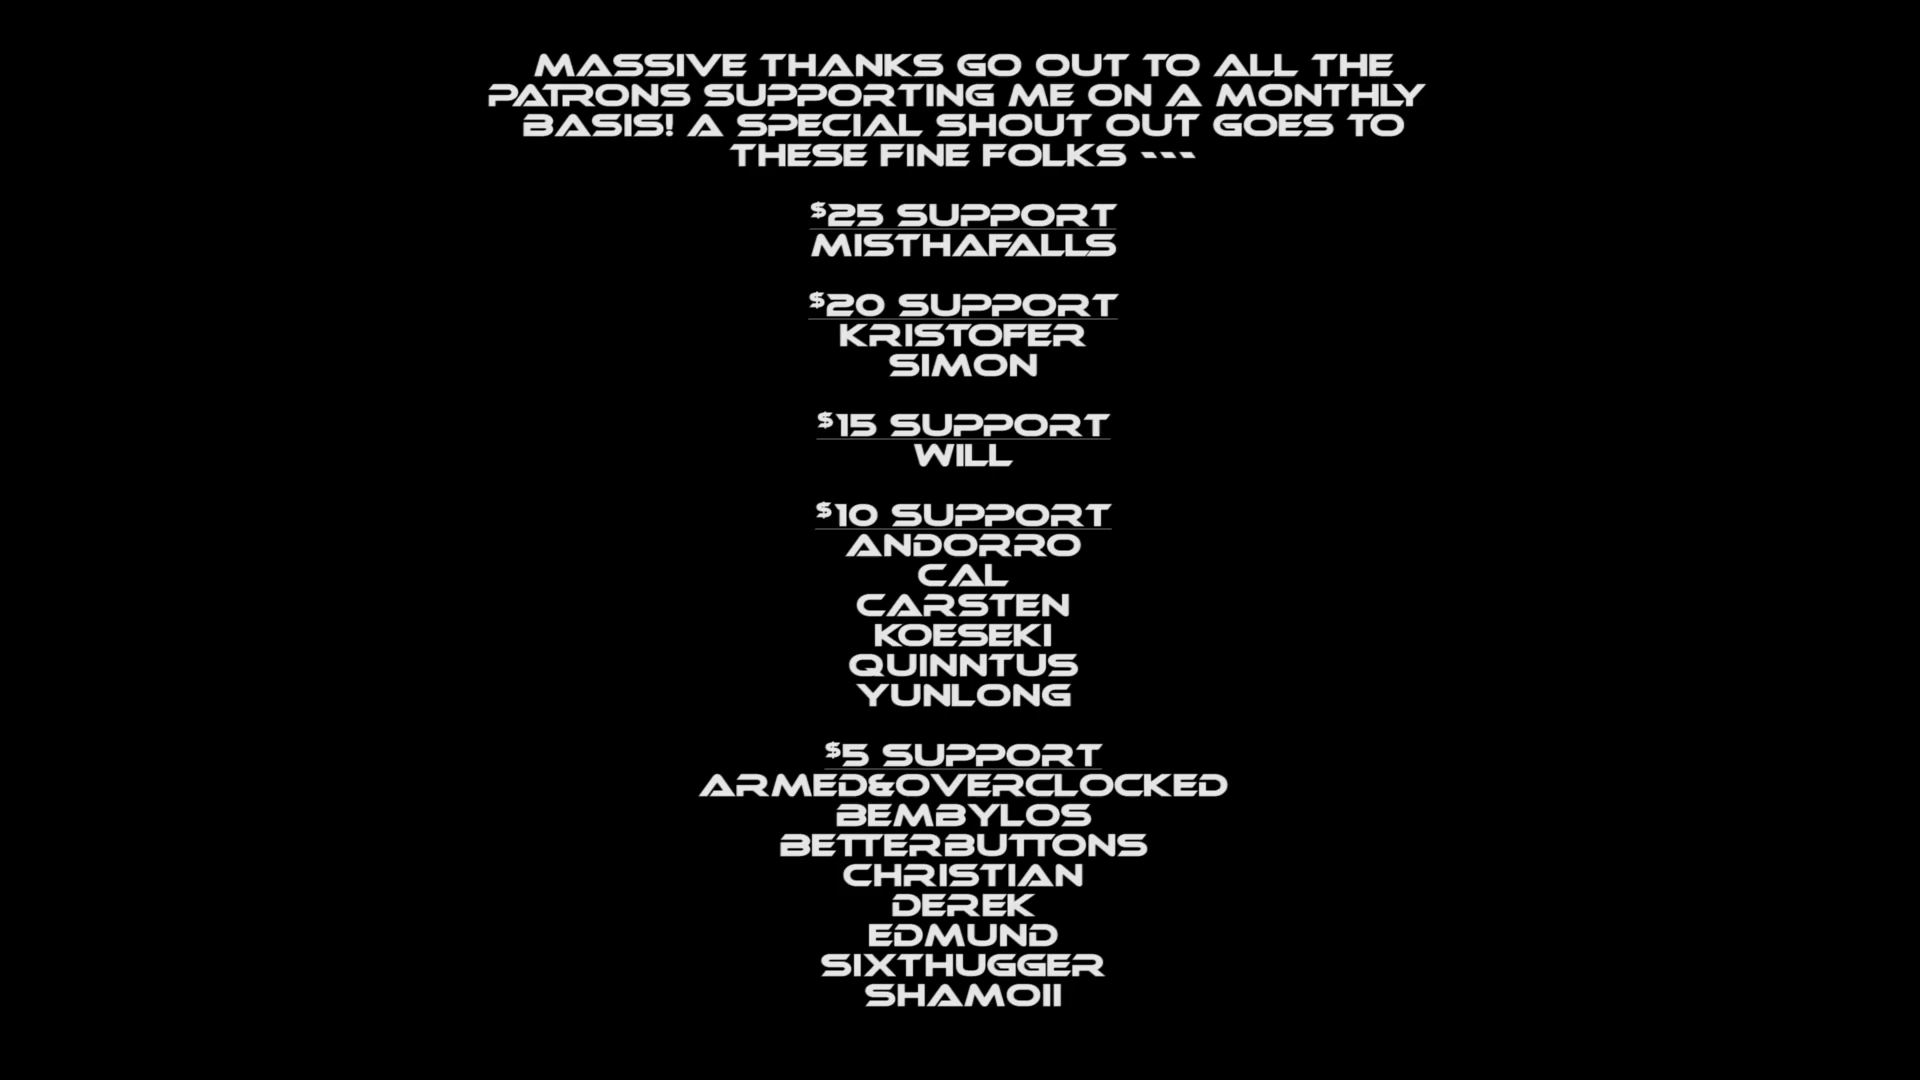 MASSIVE THANKS GO OUT TO ALL THE
PATRONS SUPPORTING ME ON A MONTHLY
BASIS! A SPECIAL SHOUT OUT GOES TO
THESE FINE FOLKS ---
$25 SUPPORT
MISTHAFALLS
$20 SUPPORT
KRISTOFER
SIMON
$15 SUPPORT
WILL
$10 SUPPORT
ANDORRO
CAL
CARSTEN
KOESEKI
QUINNTUS
YUNLONG
$5 SUPPORT
ARMED&OVERCLOCKED
BEMBYLOS
BETTERBUTTONS
CHRISTIAN
DEREK
EDMUND
SIXTHUGGER
SHAMOII